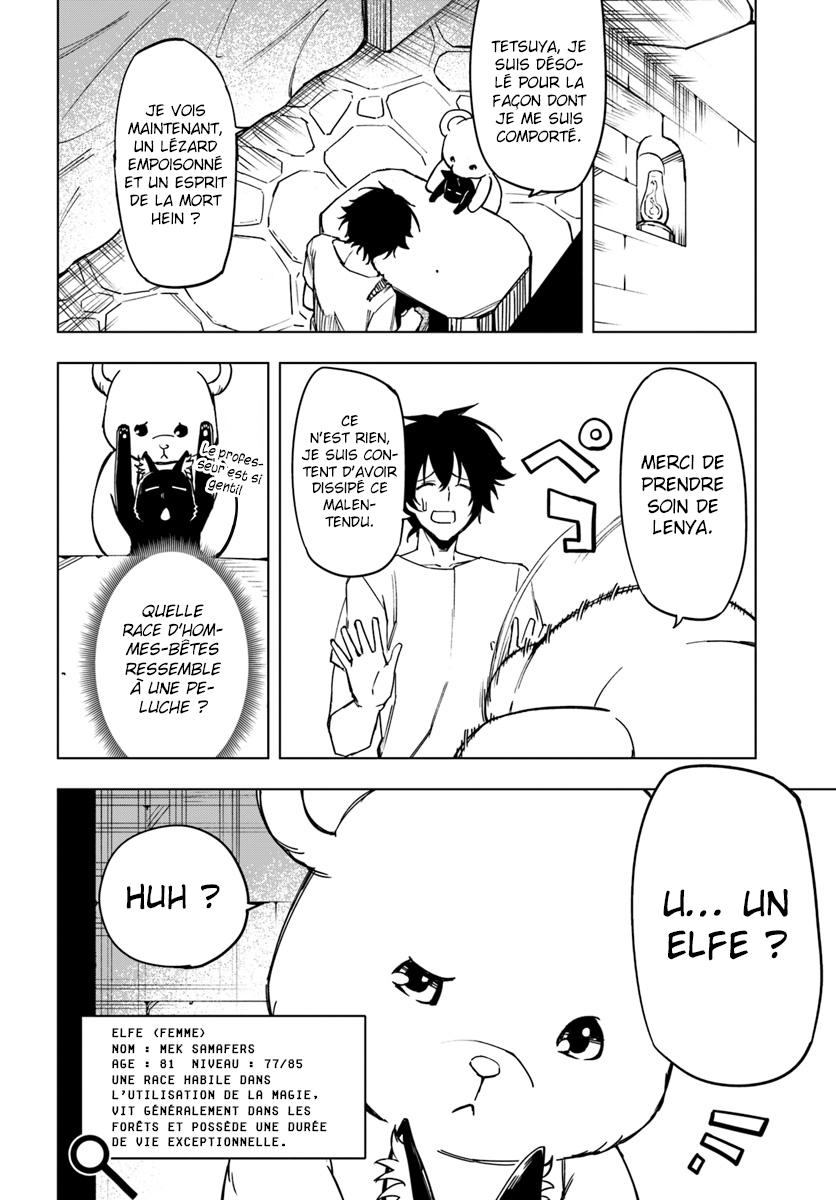 TETSUYA, JE
SUIS DÉSO-
LÉ POUR LA
FAÇON DONT
JE ME SUIS
COMPORTÉ.
JE VOIS
MAINTENANT,
UN LÉZARD
EMPOISONNÉ
ET UN ESPRIT
DE LA MORT
HEIN ?
MERCI DE
PRENDRE
SOIN DE
LENYA.
ペコ
CE
N'EST RIEN,
JE SUIS CON-
TENT D'AVOIR
DISSIPÉ CE
MALEN-
TENDU.
Le profes-
seur est si
gentil
QUELLE
RACE D'HOM-
MES-BÊTES
RESSEMBLE
À UNE PE-
LUCHE ?
U... UN
ELFE ?
HUH ?
ELFE (FEMME)
NOM : MEK SAMAFERS
AGE : 81 NIVEAU : 77/85
UNE RACE HABILE DANS
L'UTILISATION DE LA MAGIE,
VIT GÉNÉRALEMENT DANS LES
FORÊTS ET POSSÈDE UNE DURÉE
DE VIE EXCEPTIONNELLE.